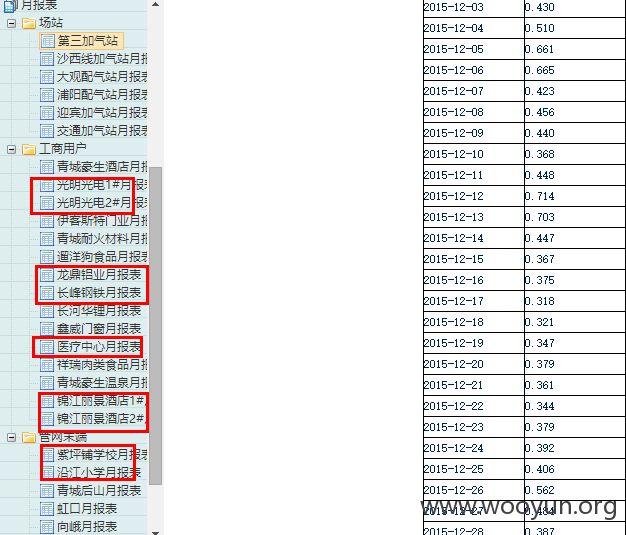 月报表
场站
第三加气站
沙西线加气站月报表
大观配气站月报表
浦阳配气站月报表
迎宾加气站月报表
交通加气站月报表
工商用户
青城豪生酒店月报
光明光电1#月报表
光明光电2#月报
伊客斯特门业月报
青城耐火材料月报
遛洋狗食品月报表
龙鼎铝业月报表
长峰钢铁月报表
长河华锂月报表
鑫威门窗月报表
医疗中心月报表
祥瑞肉类食品月报
青城豪生温泉月报
锦江丽景酒店1#
锦江丽景酒店2#
管网末端
紫坪铺学校月报表
沿江小学月报表
青城后山月报表
虹口月报表
向峨月报表
2015-12-03 0.430
2015-12-04 0.510
2015-12-05 0.661
2015-12-06 0.665
2015-12-07 0.423
2015-12-08 0.456
2015-12-09 0.440
2015-12-10 0.368
2015-12-11 0.448
2015-12-12 0.714
2015-12-13 0.703
2015-12-14 0.447
2015-12-15 0.367
2015-12-16 0.375
2015-12-17 0.318
2015-12-18 0.321
2015-12-19 0.347
2015-12-20 0.379
2015-12-21 0.361
2015-12-22 0.344
2015-12-23 0.379
2015-12-24 0.392
2015-12-25 0.406
2015-12-26 0.562
2015-12-27 0.484
2015-12-28 0.387
www.wooyun.org